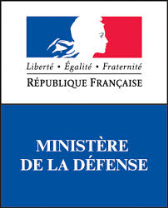 Liberté • Égalité • Fraternité
RÉPUBLIQUE FRANÇAISE
MINISTÈRE
DE LA DÉFENSE